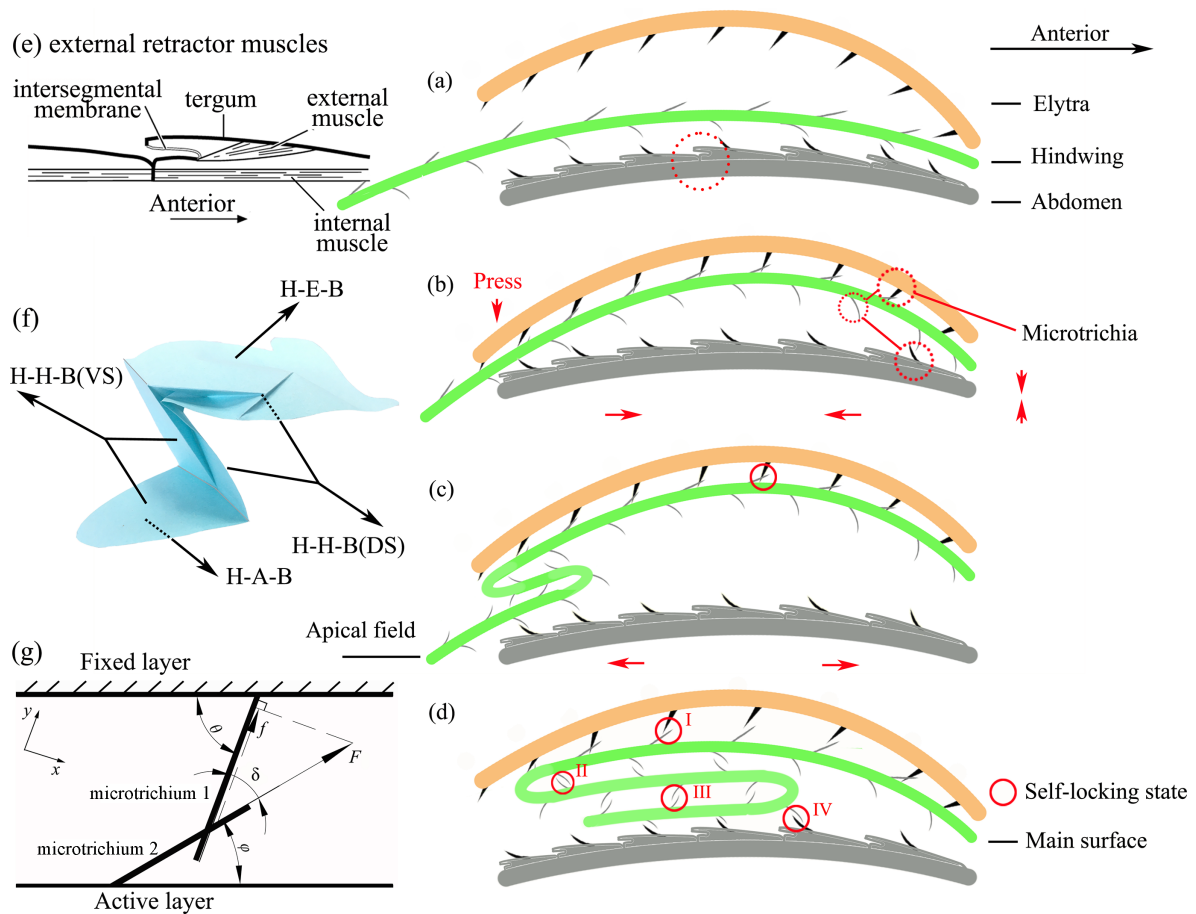 (e) external retractor muscles
intersegmental
membrane
tergum
external
muscle
Anterior
internal
muscle
(a)
Anterior
Elytra
Hindwing
Abdomen
(b)
Press
Microtrichia
(f)
H-E-B
H-H-B(VS)
H-H-B(DS)
H-A-B
(c)
Apical field
(g)
Fixed layer
y
x
θ
f
F
δ
microtrichium 1
microtrichium 2
φ
Active layer
(d)
I
II
III
IV
Self-locking state
Main surface